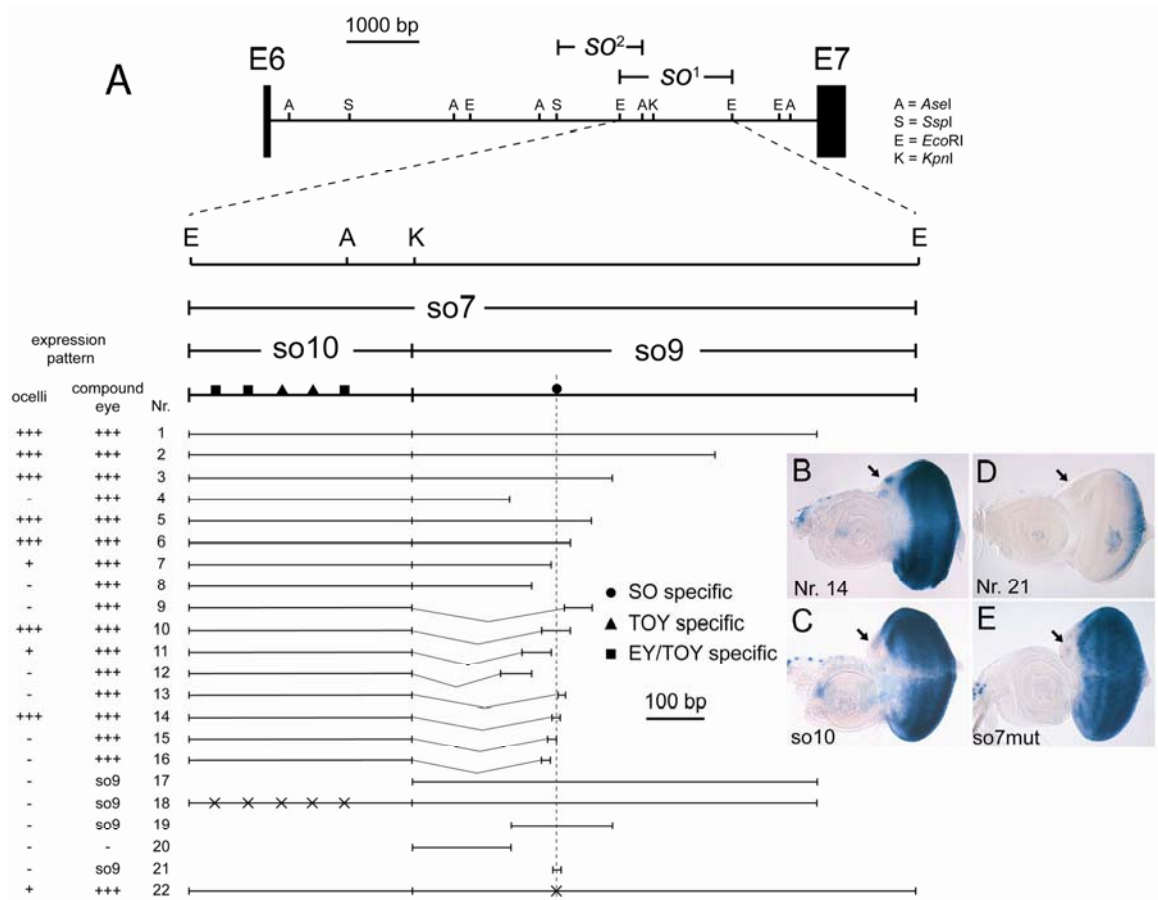 A
1000 bp
E6
so²
so¹
E7
A S A E A S E A K E E A
A = AseI
S = SspI
E = EcoRI
K = KpnI
E A K E
so7
so10 so9
expression pattern
ocelli compound eye Nr.
+++ +++ 1
+++ +++ 2
+++ +++ 3
- +++ 4
+++ +++ 5
+++ +++ 6
+ +++ 7
- +++ 8
- +++ 9
+++ +++ 10
+ +++ 11
- +++ 12
- +++ 13
+++ +++ 14
- +++ 15
- +++ 16
- so9 17
- so9 18
- so9 19
- - 20
- so9 21
+ +++ 22
SO specific
TOY specific
EY/TOY specific
100 bp
B
Nr. 14
D
Nr. 21
C
so10
E
so7mut